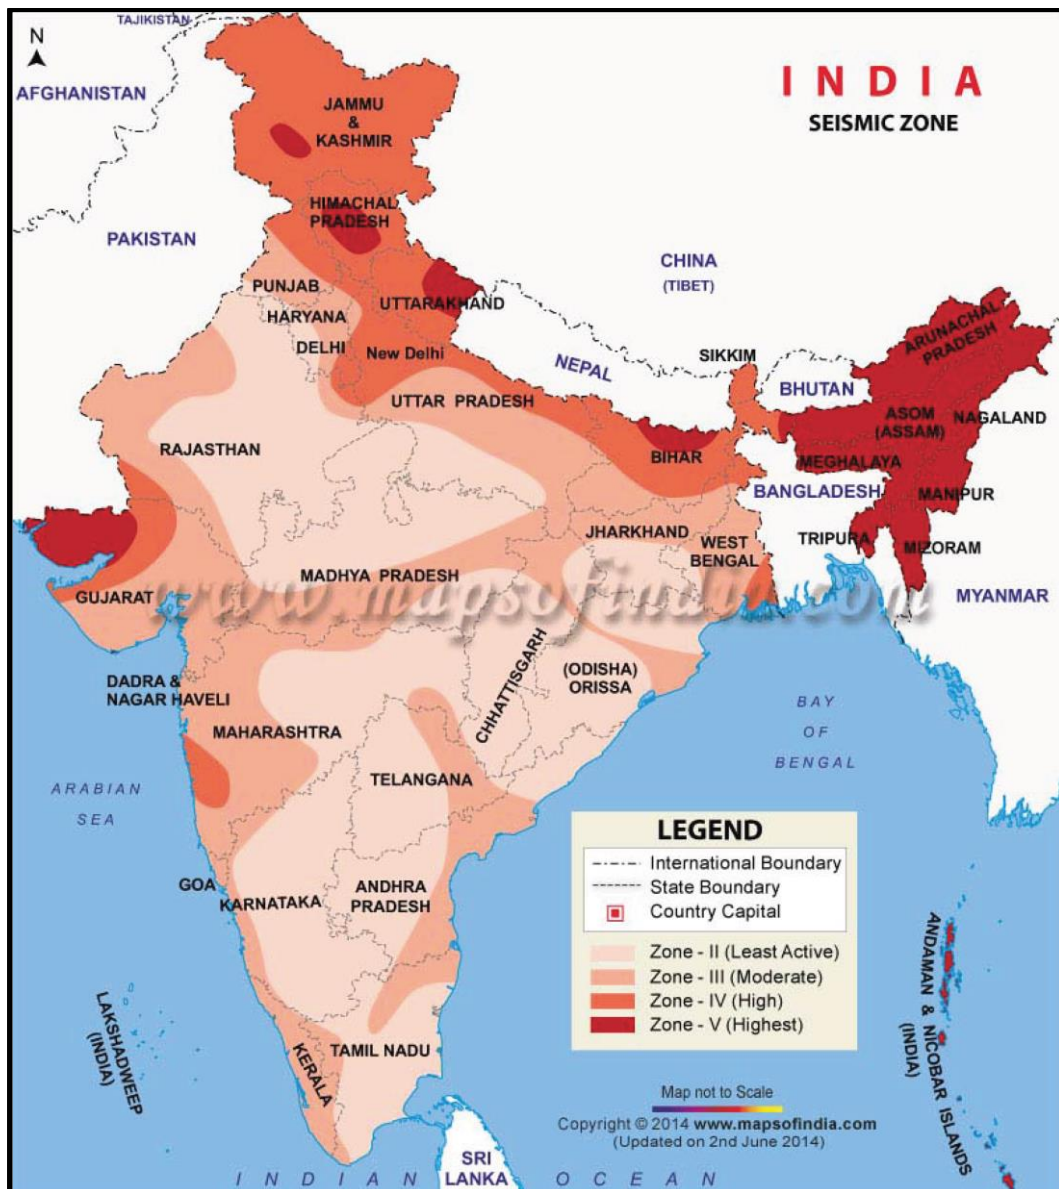 TAJIKISTAN
N
AFGHANISTAN
INDIA
SEISMIC ZONE
JAMMU
&
KASHMIR
HIMACHAL
PRADESH
PAKISTAN
CHINA
(TIBET)
PUNJAB
UTTARAKHAND
HARYANA
DELHI
New Delhi
NEPAL
SIKKIM
BHUTAN
ARUNACHAL
PRADESH
UTTAR PRADESH
ASOM
(ASSAM)
NAGALAND
RAJASTHAN
BIHAR
MEGHALAYA
BANGLADESH
MANIPUR
JHARKHAND
WEST
BENGAL
TRIPURA
MIZORAM
MADHYA PRADESH
GUJARAT
www.mapsofindia.com
MYANMAR
CHHATTISGARH
(ODISHA)
ORISSA
DADRA &
NAGAR HAVELI
MAHARASHTRA
BAY
OF
BENGAL
TELANGANA
ARABIAN
SEA
GOA
KARNATAKA
ANDHRA
PRADESH
LEGEND
International Boundary
State Boundary
Country Capital
Zone - II (Least Active)
Zone - III (Moderate)
Zone - IV (High)
Zone - V (Highest)
ANDAMAN & NICOBAR ISLANDS
(INDIA)
LAKSHADWEEP
(INDIA)
KERALA
TAMIL NADU
Map not to Scale
Copyright © 2014 www.mapsofindia.com
(Updated on 2nd June 2014)
SRI
LANKA
INDIAN OCEAN